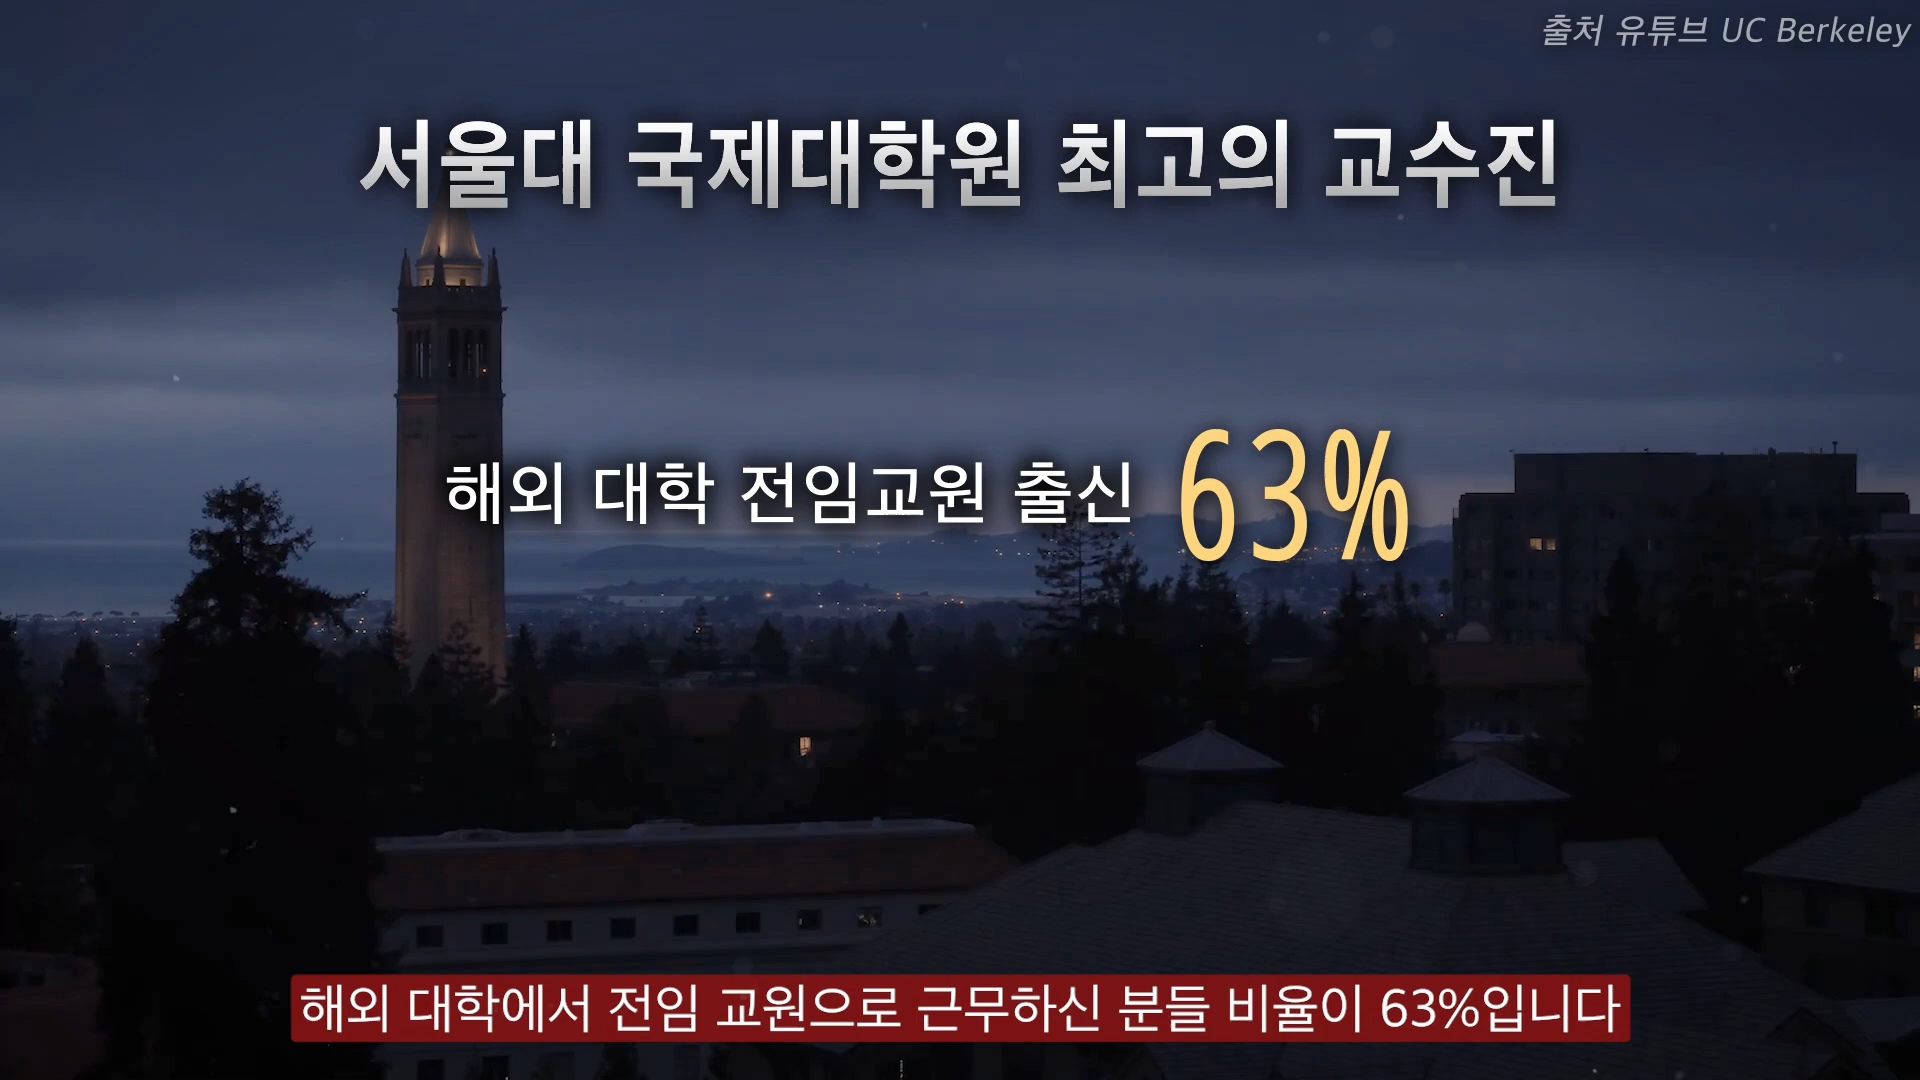 출처 유튜브 UC Berkeley
서울대 국제대학원 최고의 교수진
해외 대학 전임교원 출신 63%
해외 대학에서 전임 교원으로 근무하신 분들 비율이 63%입니다